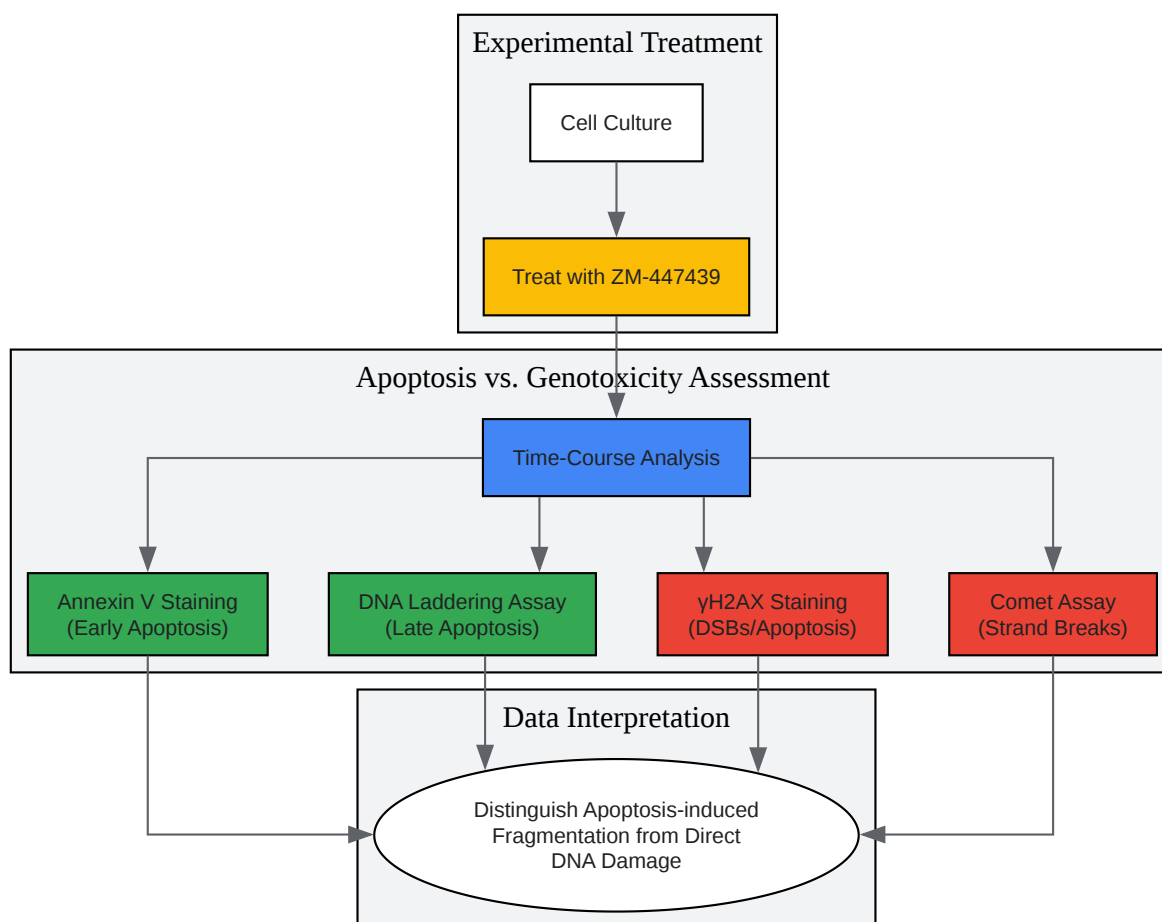 Experimental Treatment
Cell Culture
Treat with ZM-447439
Apoptosis vs. Genotoxicity Assessment
Time-Course Analysis
Annexin V Staining
(Early Apoptosis)
DNA Laddering Assay
(Late Apoptosis)
γH2AX Staining
(DSBs/Apoptosis)
Comet Assay
(Strand Breaks)
Data Interpretation
Distinguish Apoptosis-induced
Fragmentation from Direct
DNA Damage